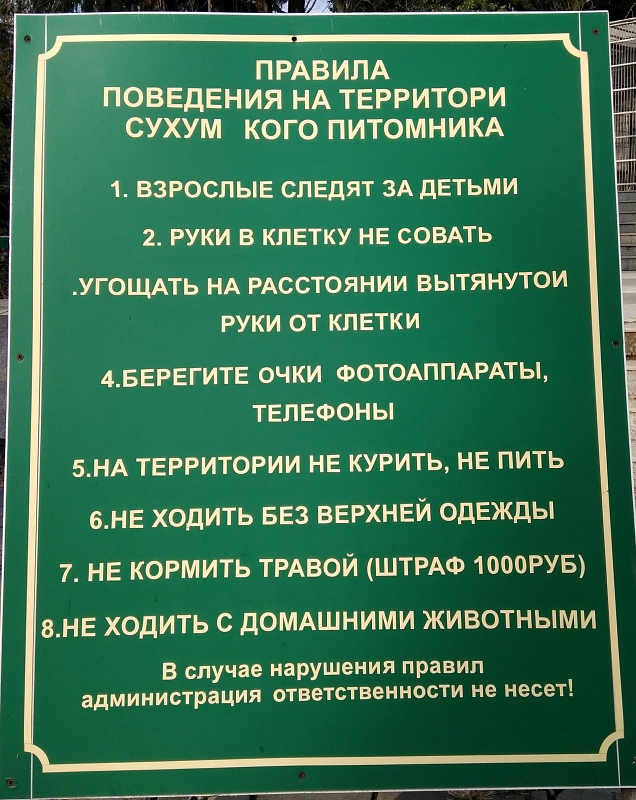 ПРАВИЛА
ПОВЕДЕНИЯ НА ТЕРРИТОРИ
СУХУМ КОГО ПИТОМНИКА
1. ВЗРОСЛЫЕ СЛЕДЯТ ЗА ДЕТЬМИ
2. РУКИ В КЛЕТКУ НЕ СОВАТЬ
.УГОЩАТЬ НА РАССТОЯНИИ ВЫТЯНУТОИ
РУКИ ОТ КЛЕТКИ
4.БЕРЕГИТЕ ОЧКИ ФОТОАППАРАТЫ,
ТЕЛЕФОНЫ
5.НА ТЕРРИТОРИИ НЕ КУРИТЬ, НЕ ПИТЬ
6.НЕ ХОДИТЬ БЕЗ ВЕРХНЕЙ ОДЕЖДЫ
7. НЕ КОРМИТЬ ТРАВОЙ (ШТРАФ 1000РУБ)
8.НЕ ХОДИТЬ С ДОМАШНИМИ ЖИВОТНЫМИ
В случае нарушения правил
администрация ответственности не несет!